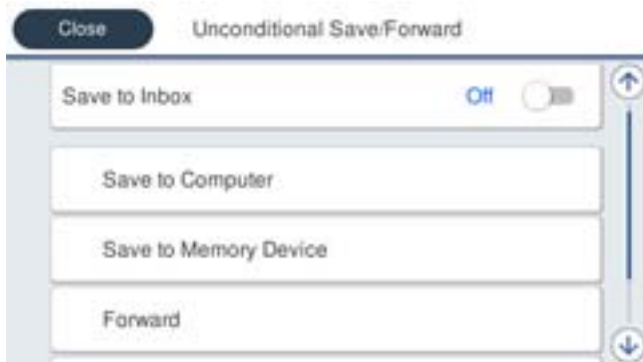 Close Unconditional Save/Forward
Save to Inbox Off
Save to Computer
Save to Memory Device
Forward